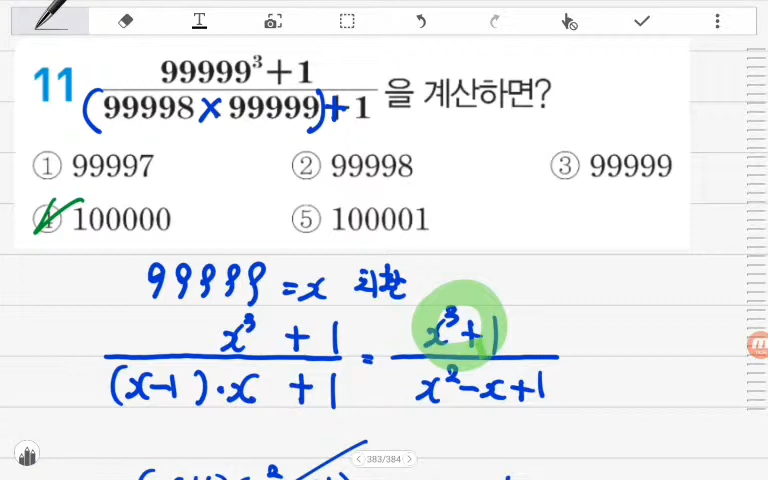 11 99999³+1
(99998×99999)+1 을 계산하면?
① 99997 ② 99998 ③ 99999
④ 100000 ⑤ 100001
99999 = x 치환
x³ + 1 x³+1
(x-1)·x + 1 = x²-x+1
383/384